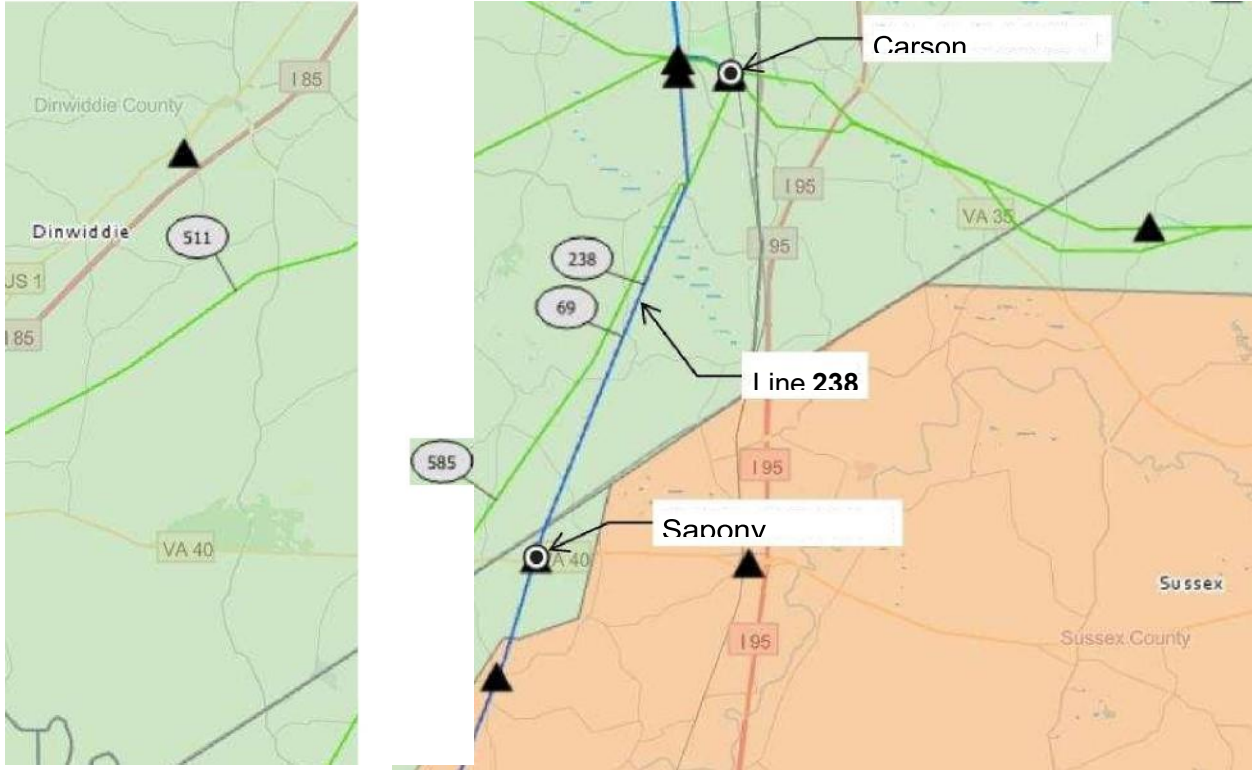 I 85
Dinwiddie County
Dinwiddie
511
US 1
I 85
VA 40
Carson
I 95
VA 35
I 95
238
69
Line 238
585
I 95
Sapony
VA 40
Sussex
I 95
Sussex County